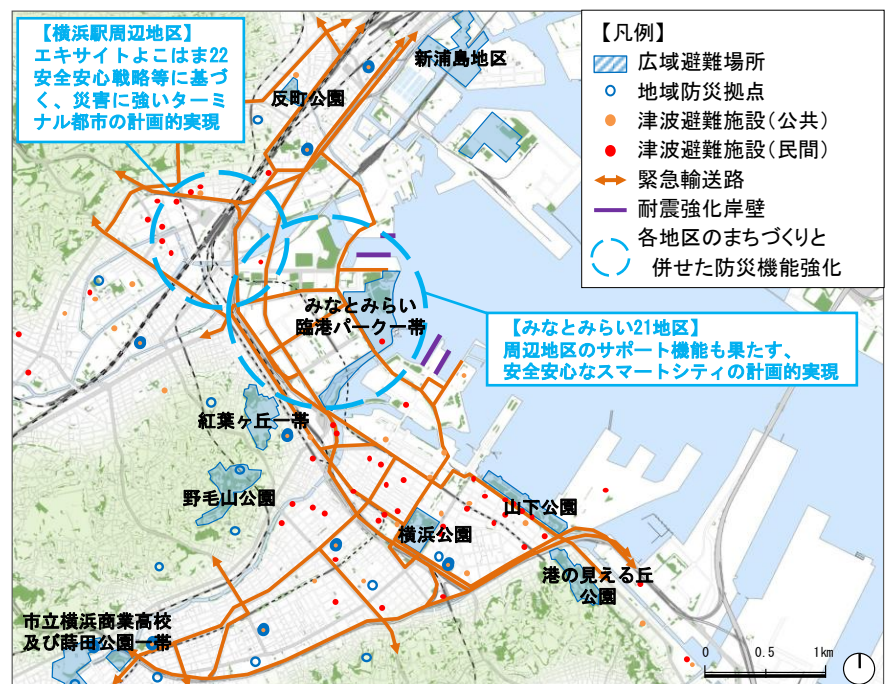 【横浜駅周辺地区】
エキサイトよこはま22
安全安心戦略等に基づ
く、災害に強いターミ
ナル都市の計画的実現
新浦島地区
反町公園
【凡例】
広域避難場所
地域防災拠点
津波避難施設(公共)
津波避難施設(民間)
緊急輸送路
耐震強化岸壁
各地区のまちづくりと
併せた防災機能強化
みなとみらい
臨港パーク一帯
【みなとみらい21地区】
周辺地区のサポート機能も果たす、
安全安心なスマートシティの計画的実現
紅葉ヶ丘一帯
野毛山公園
山下公園
横浜公園
港の見える丘
公園
市立横浜商業高校
及び蒔田公園一帯
0 0.5 1km